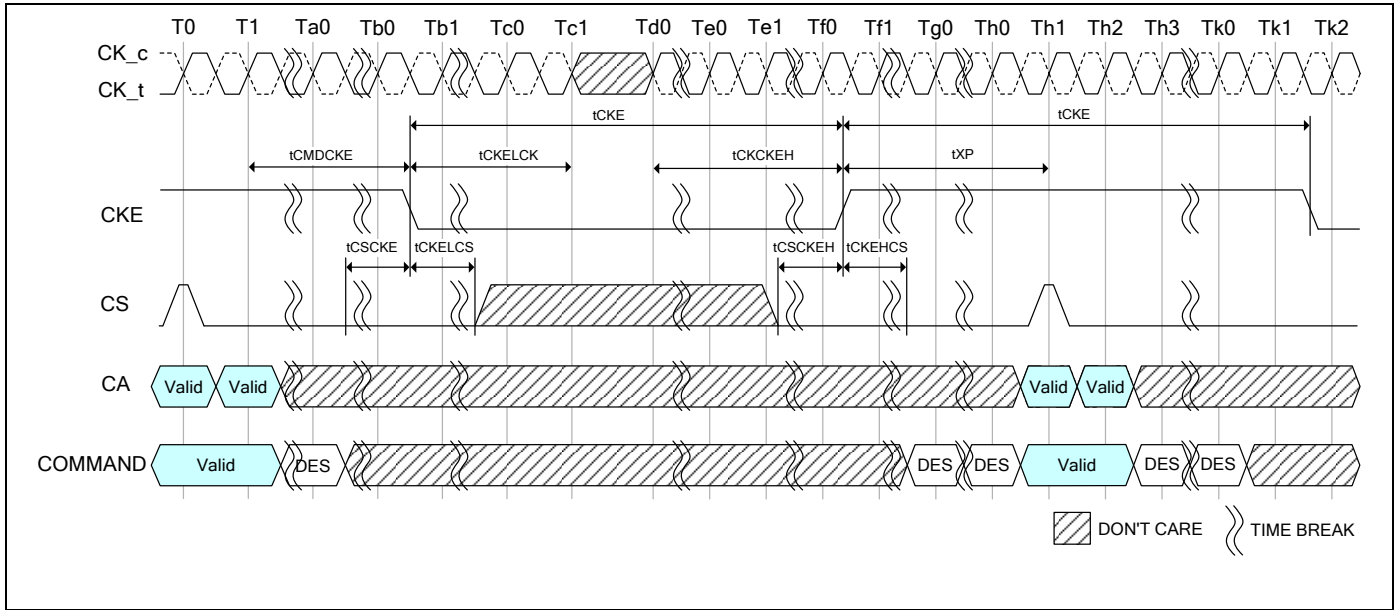 T0 T1 Ta0 Tb0 Tb1 Tc0 Tc1 Td0 Te0 Te1 Tf0 Tf1 Tg0 Th0 Th1 Th2 Th3 Tk0 Tk1 Tk2
CK_c
CK_t
tCKE tCKE
tCMDCKE tCKELCK tCKCKEH tXP
CKE
tCSCKE tCKELCS tCSCKEH tCKEHCS
CS
CA Valid Valid Valid Valid
COMMAND Valid DES DES DES Valid DES DES
DON'T CARE TIME BREAK